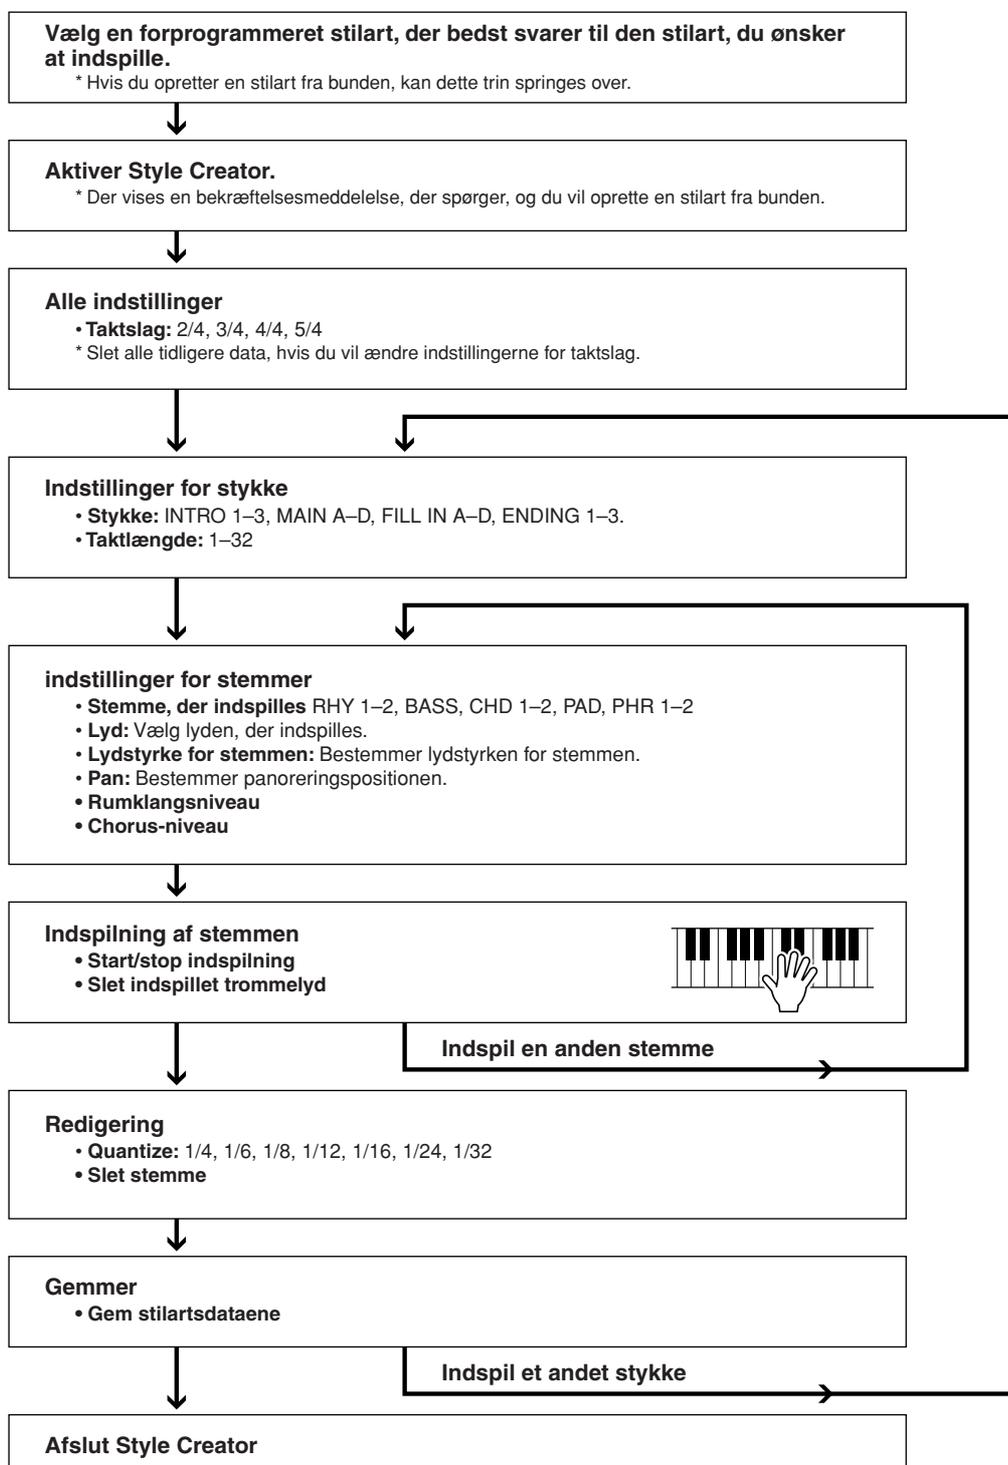 Vælg en forprogrammeret stilart, der bedst svarer til den stilart, du ønsker
at indspille.
* Hvis du opretter en stilart fra bunden, kan dette trin springes over.
Aktiver Style Creator.
* Der vises en bekræftelsesmeddelelse, der spørger, og du vil oprette en stilart fra bunden.
Alle indstillinger
• Taktslag: 2/4, 3/4, 4/4, 5/4
* Slet alle tidligere data, hvis du vil ændre indstillingerne for taktslag.
Indstillinger for stykke
• Stykke: INTRO 1–3, MAIN A–D, FILL IN A–D, ENDING 1–3.
• Taktlængde: 1–32
indstillinger for stemmer
• Stemme, der indspilles RHY 1–2, BASS, CHD 1–2, PAD, PHR 1–2
• Lyd: Vælg lyden, der indspilles.
• Lydstyrke for stemmen: Bestemmer lydstyrken for stemmen.
• Pan: Bestemmer panoreringspositionen.
• Rumklangsniveau
• Chorus-niveau
Indspilning af stemmen
• Start/stop indspilning
• Slet indspillet trommelyd
Indspil en anden stemme
Redigering
• Quantize: 1/4, 1/6, 1/8, 1/12, 1/16, 1/24, 1/32
• Slet stemme
Gemmer
• Gem stilartsdataene
Indspil et andet stykke
Afslut Style Creator